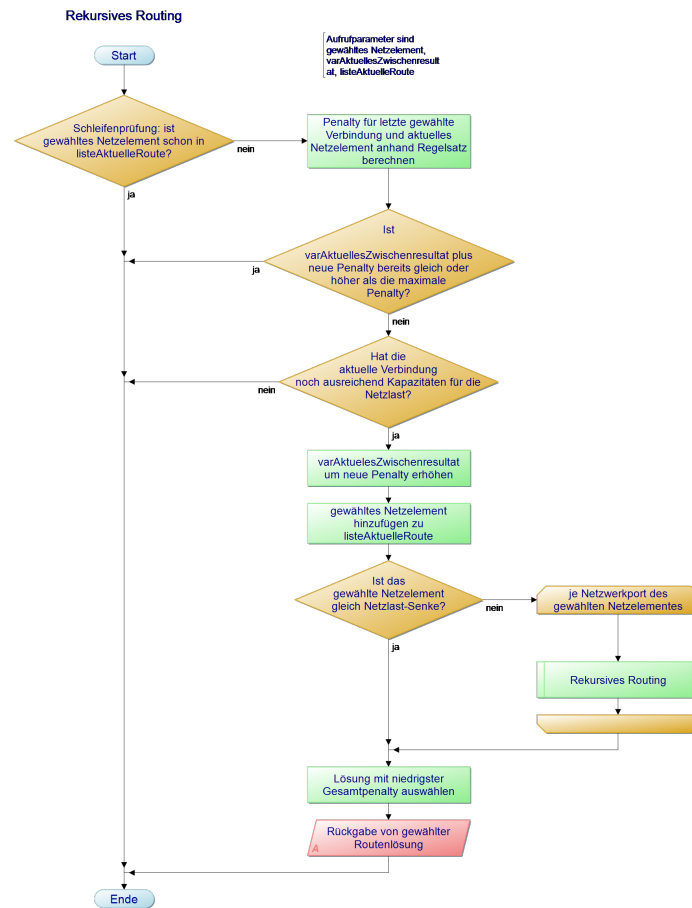 Rekursives Routing
Aufrufparameter sind
gewähltes Netzelement,
varAktuellesZwischenresult
at, listeAktuelleRoute
Start
Schleifenprüfung: ist
gewähltes Netzelement schon in
listeAktuelleRoute?
nein
ja
Penalty für letzte gewählte
Verbindung und aktuelles
Netzelement anhand Regelsatz
berechnen
Ist
varAktuellesZwischenresultat plus
neue Penalty bereits gleich oder
höher als die maximale
Penalty?
ja
nein
Hat die
aktuelle Verbindung
noch ausreichend Kapazitäten für die
Netzlast?
nein
ja
varAktuelesZwischenresultat
um neue Penalty erhöhen
gewähltes Netzelement
hinzufügen zu
listeAktuelleRoute
Ist das
gewählte Netzelement
gleich Netzlast-Senke?
nein
ja
je Netzwerkport des
gewählten Netzelementes
Rekursives Routing
Lösung mit niedrigster
Gesamtpenalty auswählen
Rückgabe von gewählter
Routenlösung
A
Ende